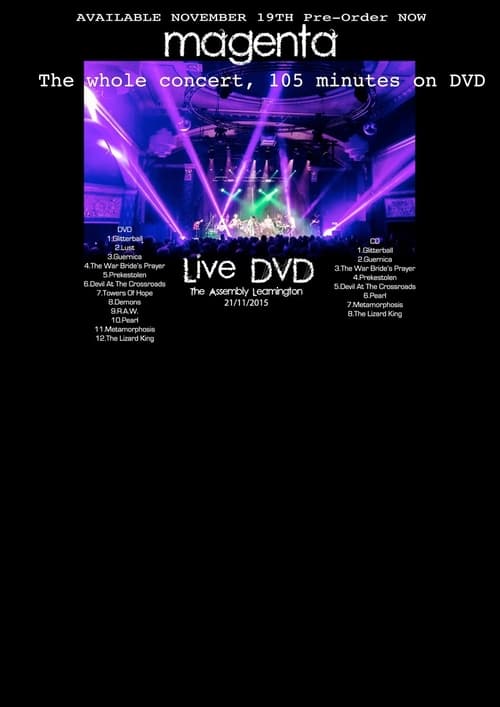 AVAILABLE NOVEMBER 19TH Pre-Order NOW
magenta
The whole concert, 105 minutes on DVD
DVD
1.Glitterball
2.Lust
3.Guernica
4.The War Bride's Prayer
5.Prekestolen
6.Devil At The Crossroads
7.Towers Of Hope
8.Demons
9.R.A.W.
10.Pearl
11.Metamorphosis
12.The Lizard King
Live DVD
The Assembly Leamington
21/11/2015
CD
1.Glitterball
2.Guernica
3.The War Bride's Prayer
4.Prekestolen
5.Devil At The Crossroads
6.Pearl
7.Metamorphosis
8.The Lizard King